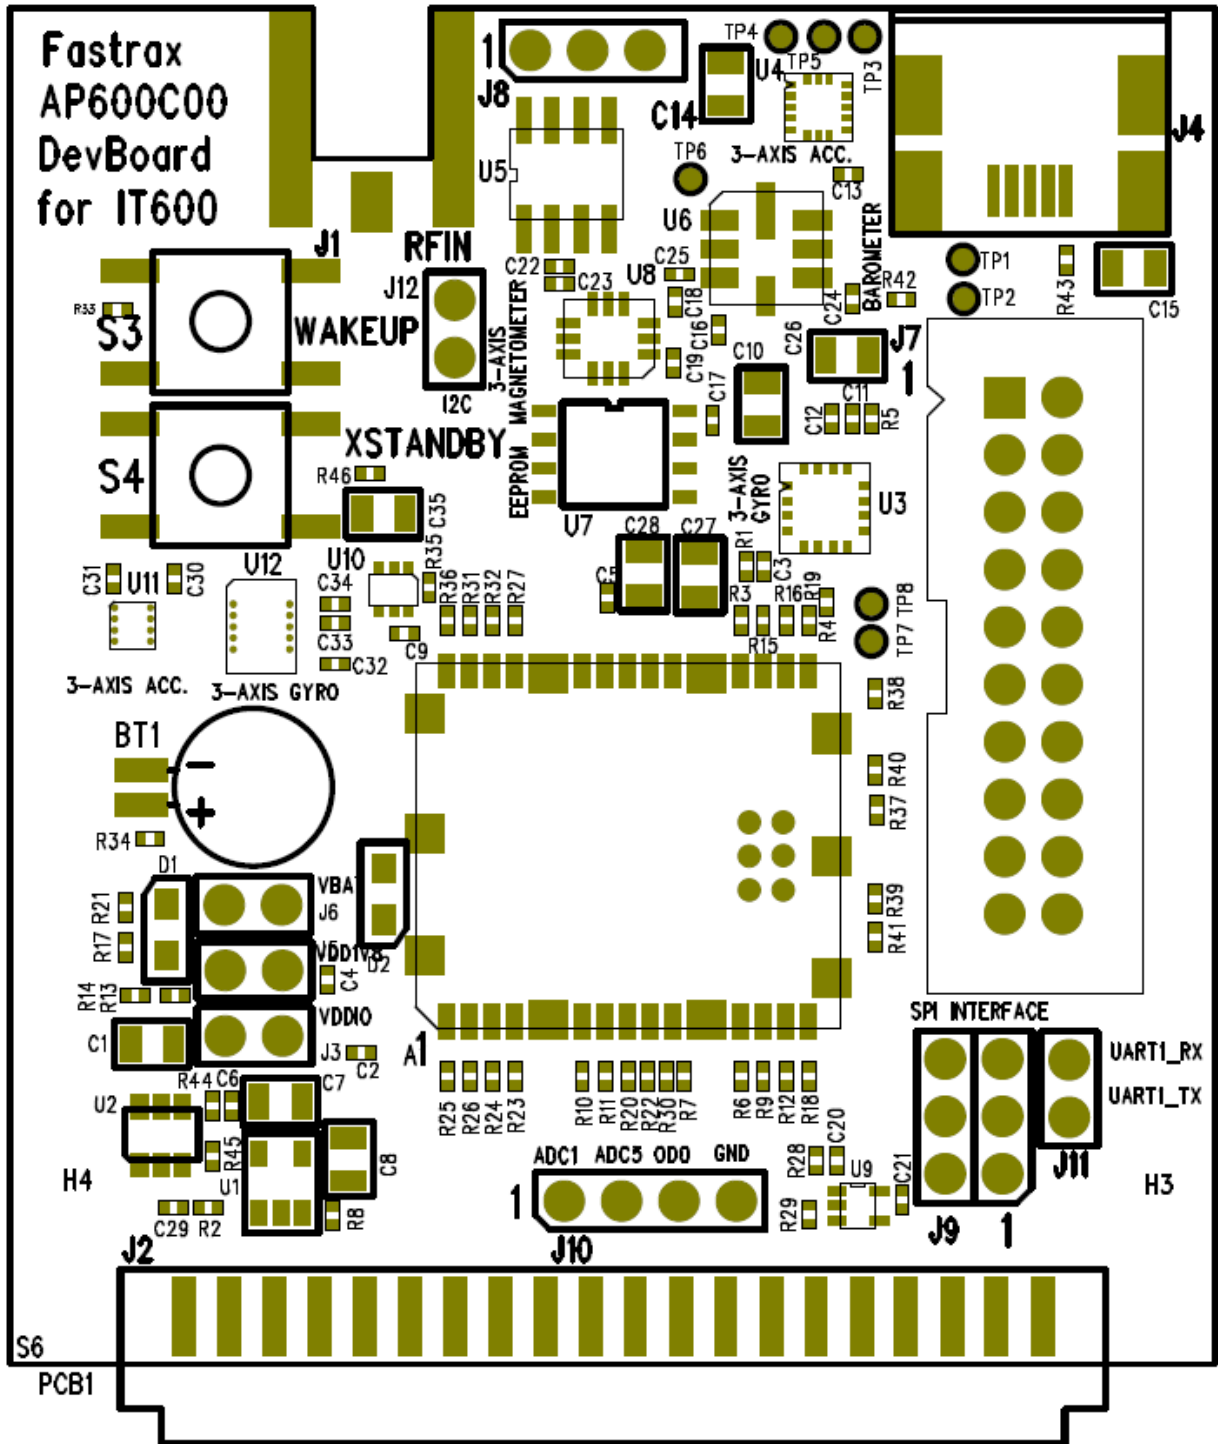 Fastrax
AP600C00
DevBoard
for IT600
1
J8
C14
TP4
TP5
TP3
U4
J4
U5
TP6
3-AXIS ACC.
C13
U6
BAROMETER
J1
RFIN
J12
C22
C23
C25
U8
C18
C24
R42
TP1
TP2
R43
C15
R33
S3
WAKEUP
3-AXIS
MAGNETOMETER
C16
C19
C17
C10
C26
J7
1
I2C
C12
C11
R5
XSTANDBY
EEPROM
S4
R46
C35
U7
3-AXIS
GYRO
U3
C28
C27
R1
C3
U10
R35
C31
U11
C30
U12
C34
C33
C32
C9
R36
R31
R32
R27
C5
R3
R15
R16
R19
R4
TP8
TP7
3-AXIS ACC.
3-AXIS GYRO
R38
BT1
R40
R37
R34
D1
R21
R17
J6
VDD1V8
C4
D2
R39
R41
R14
R13
VDDIO
J3
C1
C2
A1
SPI INTERFACE
UART1_RX
UART1_TX
R44
C6
C7
U2
R45
U1
C8
R8
R25
R26
R24
R23
R10
R11
R20
R22
R30
R7
R6
R9
R12
R18
H4
C29
R2
ADC1
ADC5
ODO
GND
1
J10
R28
C20
U9
C21
R29
J9
1
J11
H3
J2
S6
PCB1